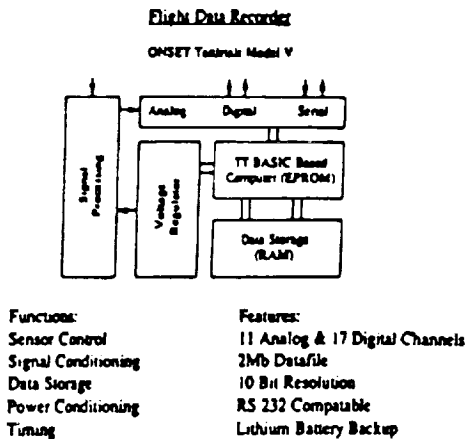 Flight Data Recorder
ONSET Tattletale Model V
Analog Digital Serial
Signal Processing
Voltage Regulator
TT BASIC Based
Computer (EPROM)
Data Storage
(RAM)
Functions:
Sensor Control
Signal Conditioning
Data Storage
Power Conditioning
Timing
Features:
11 Analog & 17 Digital Channels
2Mb Datafile
10 Bit Resolution
RS 232 Compatable
Lithium Battery Backup